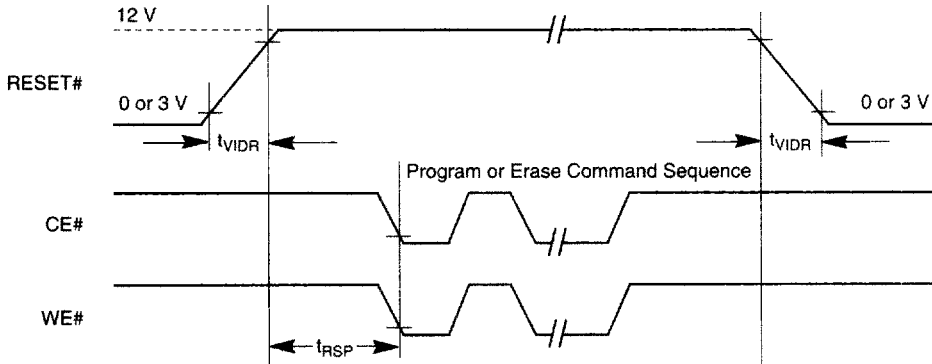 12 V
RESET#
0 or 3 V
0 or 3 V
tVIDR
tVIDR
Program or Erase Command Sequence
CE#
WE#
tRSP